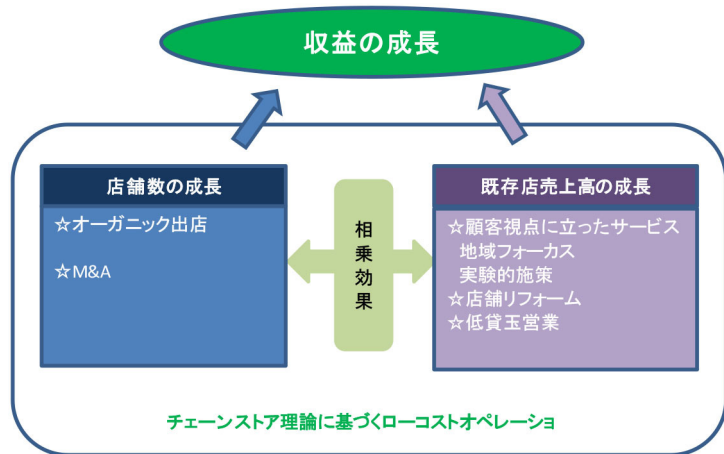 収益の成長
店舗数の成長
☆オーガニック出店
☆M&A
相乗効果
既存店売上高の成長
☆顧客視点に立ったサービス
地域フォーカス
実験的施策
☆店舗リフォーム
☆低貸玉営業
チェーンストア理論に基づくローコストオペレーショ